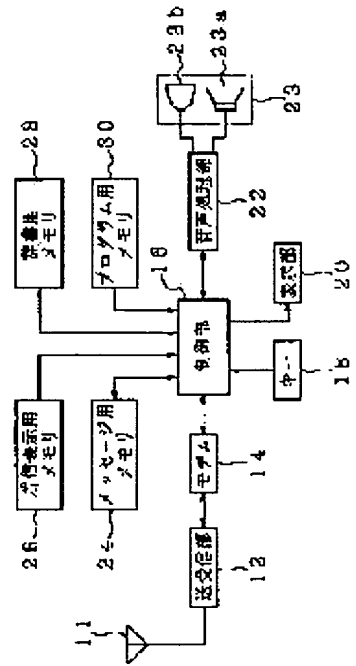 11
送受信部
12
モデム
14
制御部
16
キー
18
表示部
20
音声処理部
22
23
23a
23b
メッセージ用
メモリ
24
着信表示用
メモリ
26
辞書用
メモリ
28
プログラム用
メモリ
30